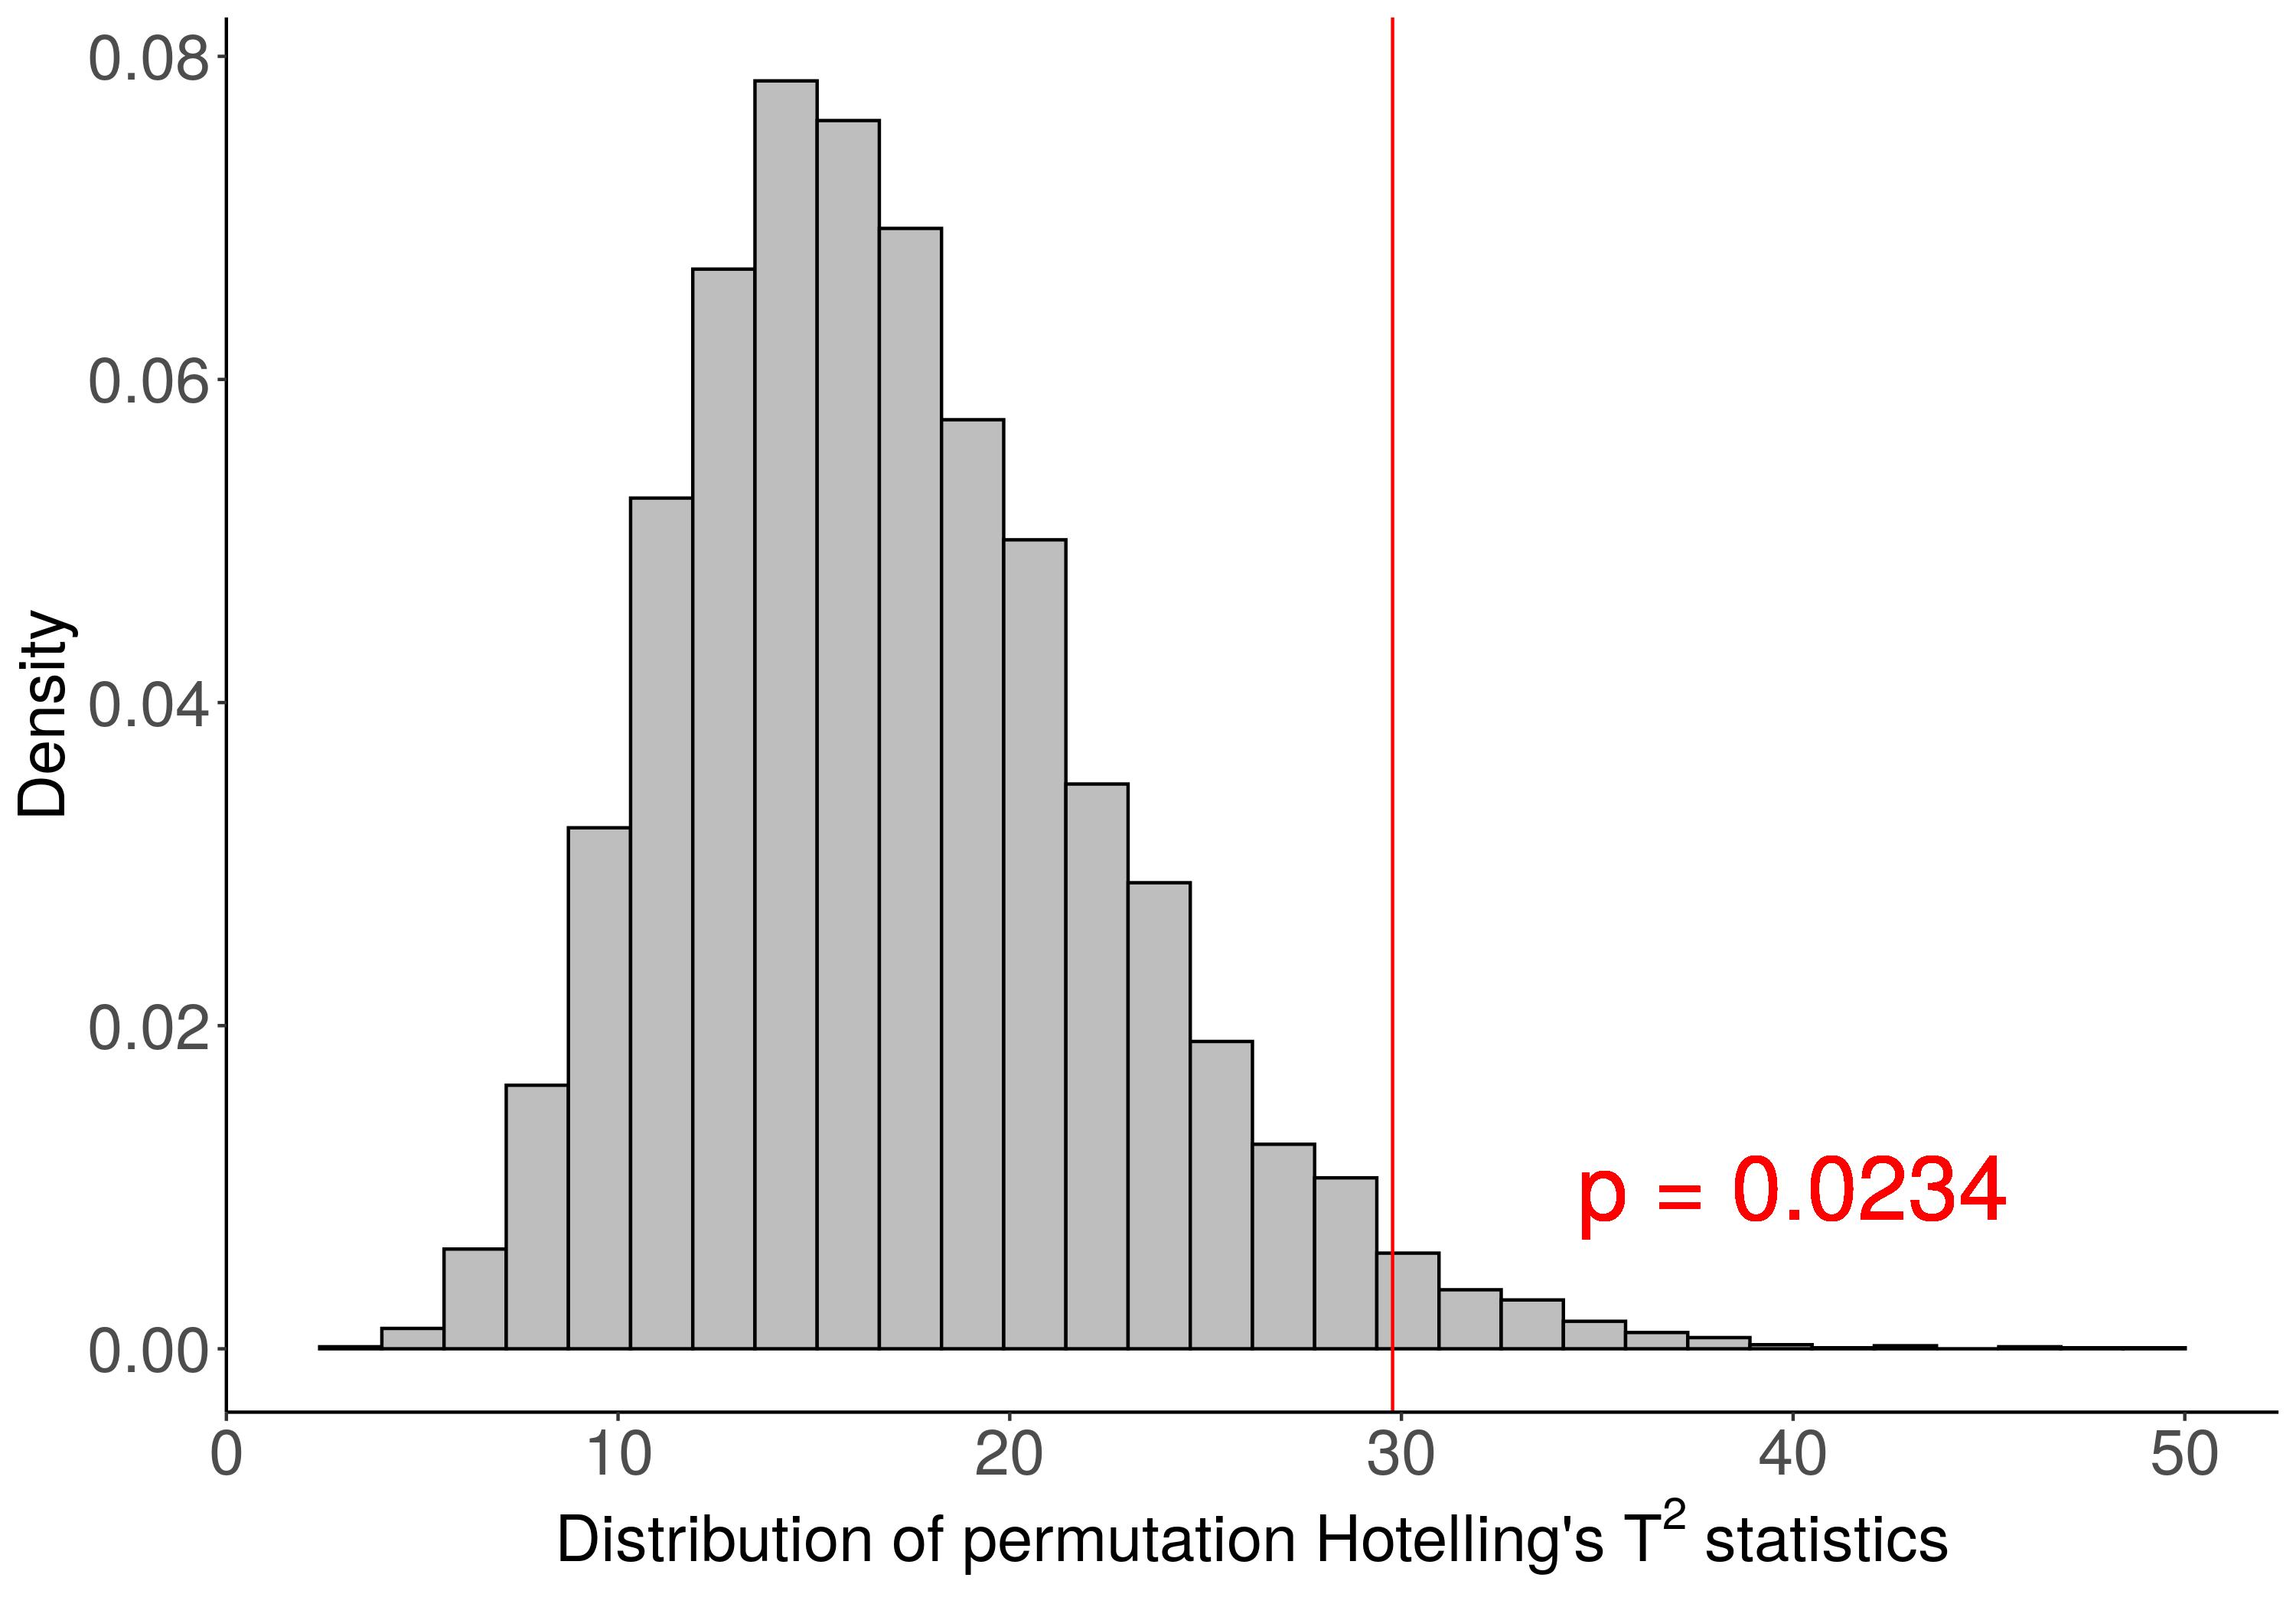 0.08
0.06
0.04
0.02
0.00
Density
p = 0.0234
0 10 20 30 40 50
Distribution of permutation Hotelling's T² statistics